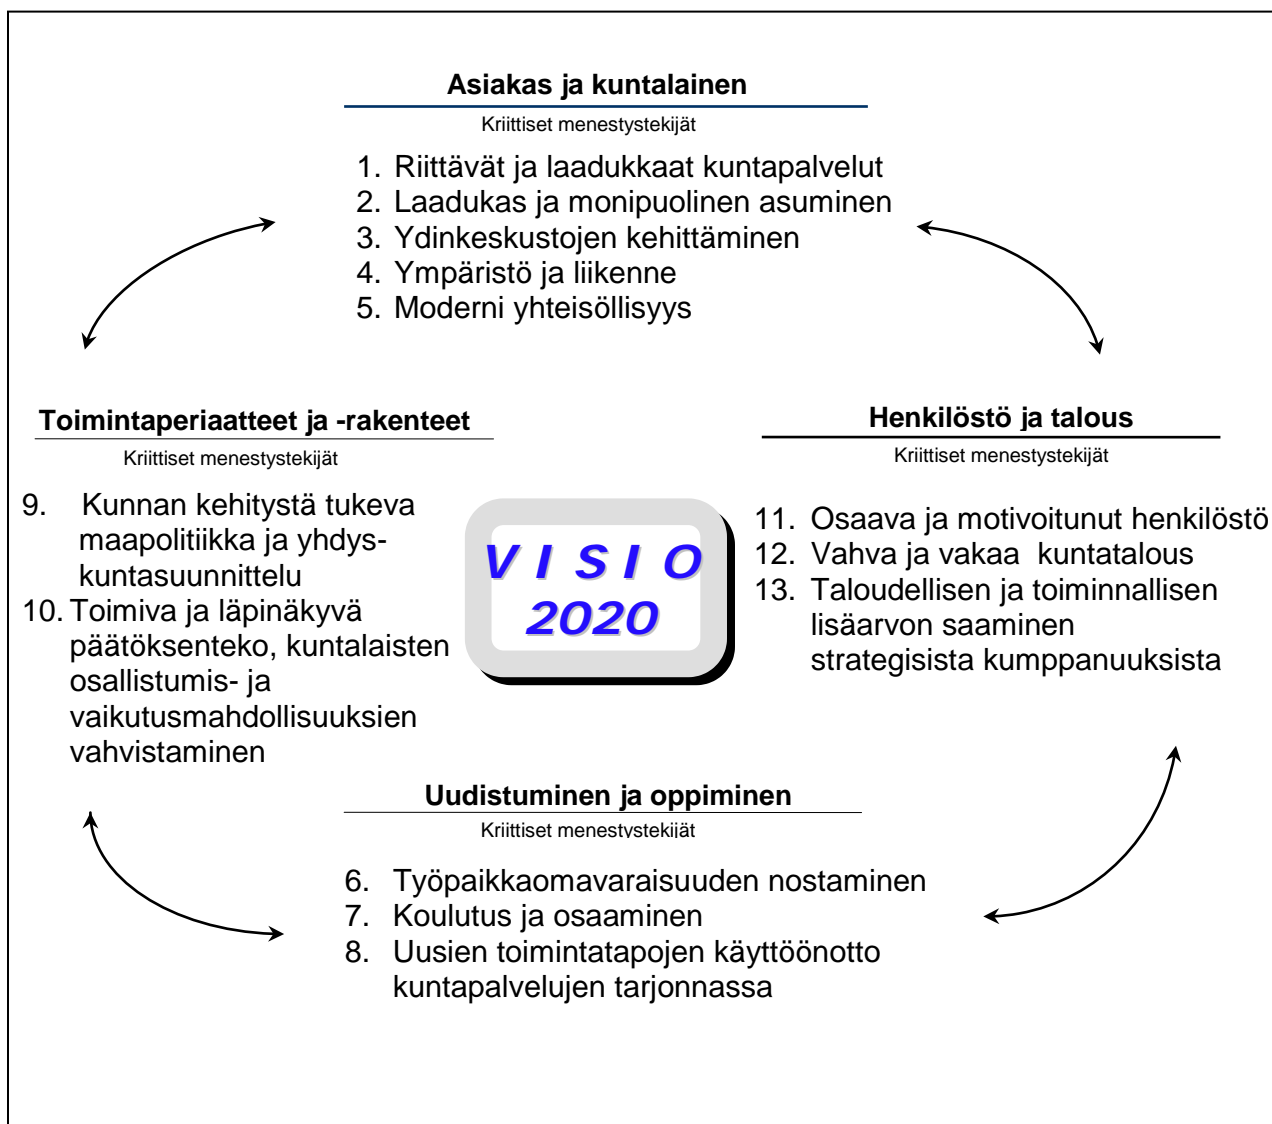 Asiakas ja kuntalainen
Kriittiset menestystekijät
1. Riittävät ja laadukkaat kuntapalvelut
2. Laadukas ja monipuolinen asuminen
3. Ydinkeskustojen kehittäminen
4. Ympäristö ja liikenne
5. Moderni yhteisöllisyys
Toimintaperiaatteet ja -rakenteet
Kriittiset menestystekijät
9. Kunnan kehitystä tukeva
maapolitiikka ja yhdys-
kuntasuunnittelu
10. Toimiva ja läpinäkyvä
päätöksenteko, kuntalaisten
osallistumis- ja
vaikutusmahdollisuuksien
vahvistaminen
VISIO
2020
Henkilöstö ja talous
Kriittiset menestystekijät
11. Osaava ja motivoitunut henkilöstö
12. Vahva ja vakaa kuntatalous
13. Taloudellisen ja toiminnallisen
lisäarvon saaminen
strategisista kumppanuuksista
Uudistuminen ja oppiminen
Kriittiset menestystekijät
6. Työpaikkaomavaraisuuden nostaminen
7. Koulutus ja osaaminen
8. Uusien toimintatapojen käyttöönotto
kuntapalvelujen tarjonnassa